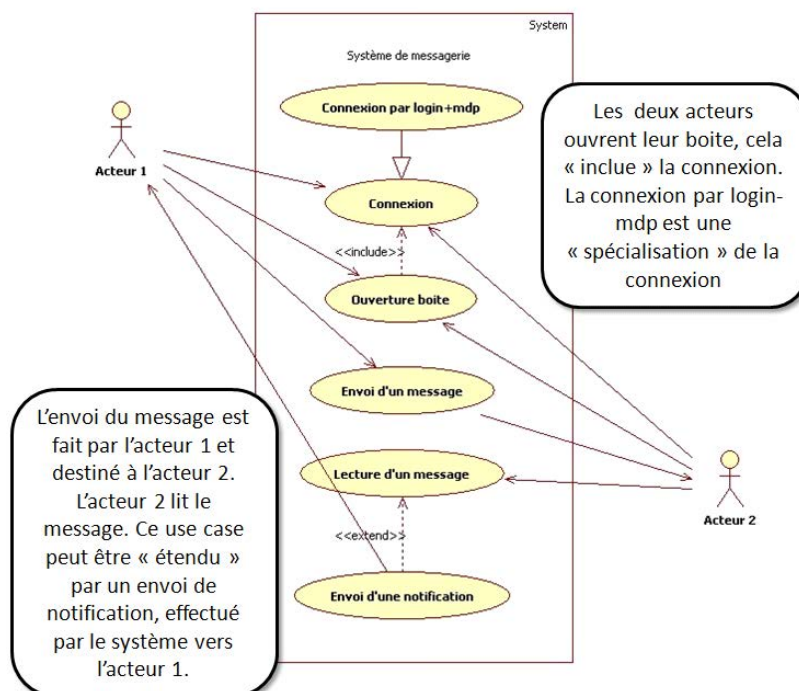 System
Système de messagerie
Connexion par login+mdp
Acteur 1
Connexion
<<include>>
Ouverture boite
Envoi d'un message
Lecture d'un message
<<extend>>
Envoi d'une notification
Acteur 2
Les deux acteurs
ouvrent leur boite, cela
« inclue » la connexion.
La connexion par login-
mdp est une
« spécialisation » de la
connexion
L'envoi du message est
fait par l'acteur 1 et
destiné à l'acteur 2.
L'acteur 2 lit le
message. Ce use case
peut être « étendu »
par un envoi de
notification, effectué
par le système vers
l'acteur 1.